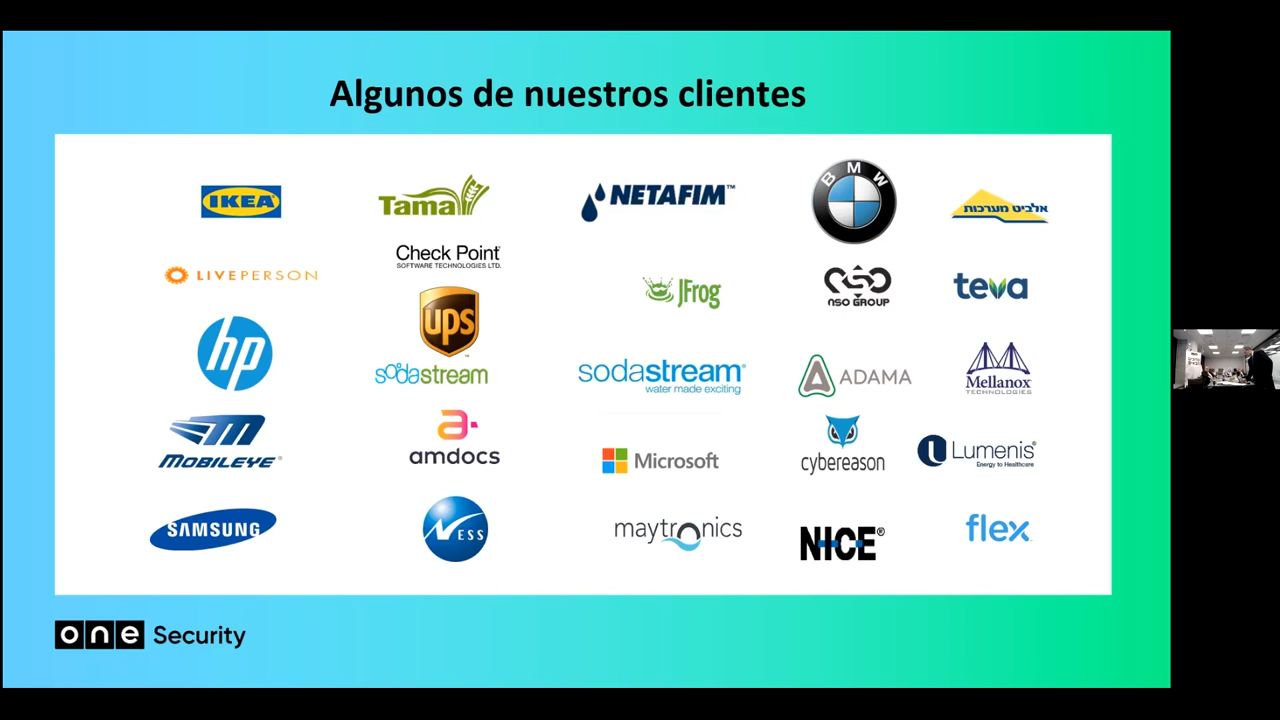 Algunos de nuestros clientes
IKEA
Tama
NETAFIM™
BMW
אלביט מערכות
LIVEPERSON
Check Point
SOFTWARE TECHNOLOGIES LTD.
JFrog
NSO GROUP
teva
hp
ups
sodastream
sodastream®
water made exciting
ADAMA
Mellanox
TECHNOLOGIES
MOBILEYE®
amdocs
Microsoft
cybereason
Lumenis®
Energy to Healthcare
SAMSUNG
NESS
maytronics
NICE®
flex
one Security